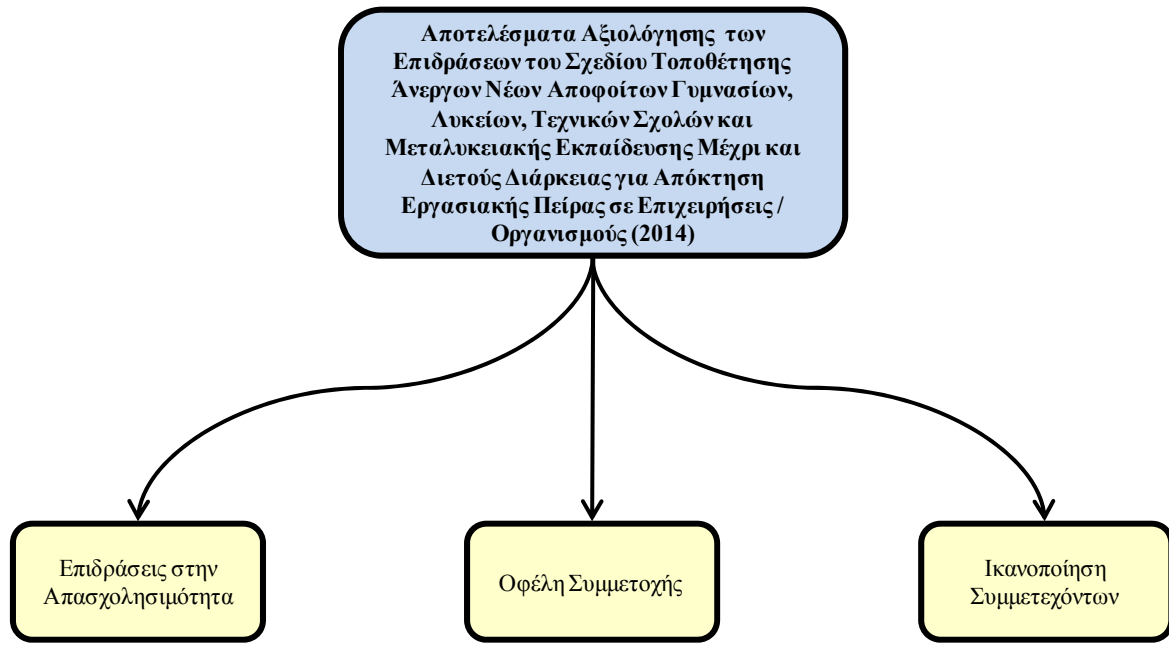 Αποτελέσματα Αξιολόγησης των
Επιδράσεων του Σχεδίου Τοποθέτησης
Άνεργων Νέων Αποφοίτων Γυμνασίων,
Λυκείων, Τεχνικών Σχολών και
Μεταλυκειακής Εκπαίδευσης Μέχρι και
Διετούς Διάρκειας για Απόκτηση
Εργασιακής Πείρας σε Επιχειρήσεις /
Οργανισμούς (2014)
Επιδράσεις στην
Απασχολησιμότητα
Οφέλη Συμμετοχής
Ικανοποίηση
Συμμετεχόντων